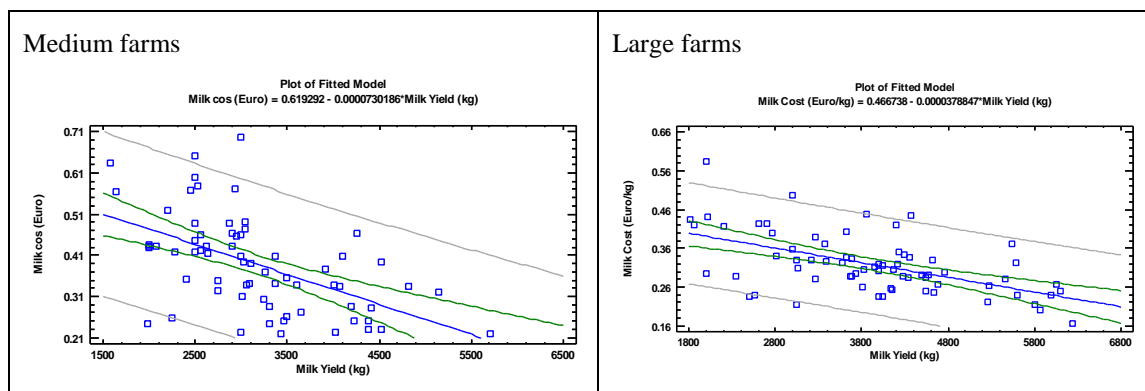 Medium farms
Plot of Fitted Model
Milk cos (Euro) = 0.619292 - 0.0000730186*Milk Yield (kg)
Milk cos (Euro)
0.71
0.61
0.51
0.41
0.31
0.21
1500 2500 3500 4500 5500 6500
Milk Yield (kg)
Large farms
Plot of Fitted Model
Milk Cost (Euro/kg) = 0.466738 - 0.0000378847*Milk Yield (kg)
Milk Cost (Euro/kg)
0.66
0.56
0.46
0.36
0.26
0.16
1800 2800 3800 4800 5800 6800
Milk Yield (kg)